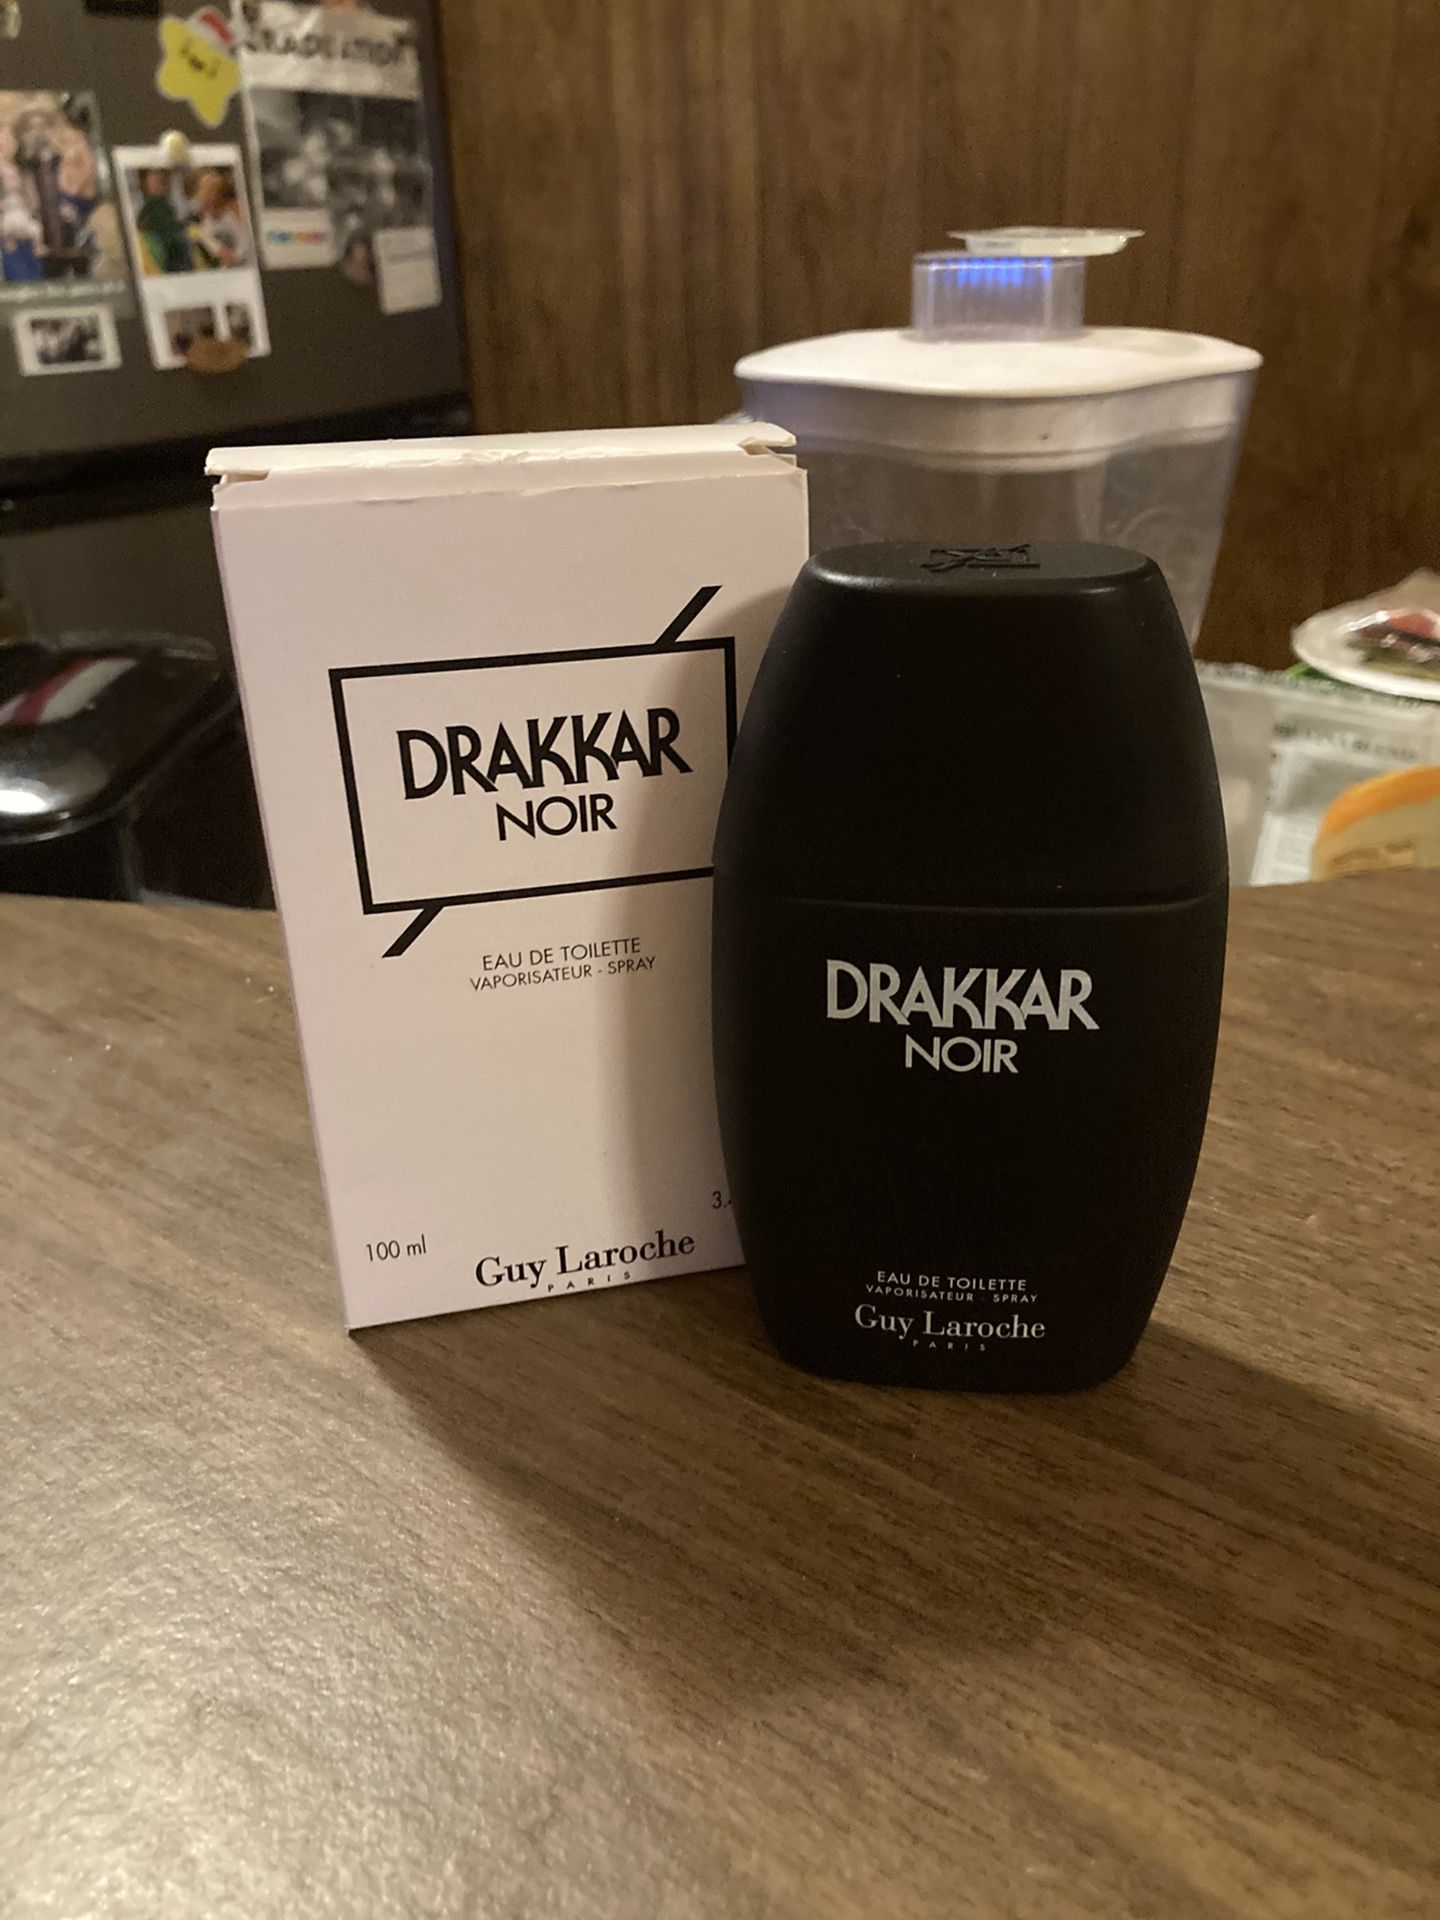 DRAKKAR
NOIR
EAU DE TOILETTE
VAPORISATEUR - SPRAY
100 ml
Guy Laroche
PARIS
DRAKKAR
NOIR
EAU DE TOILETTE
VAPORISATEUR - SPRAY
Guy Laroche
PARIS